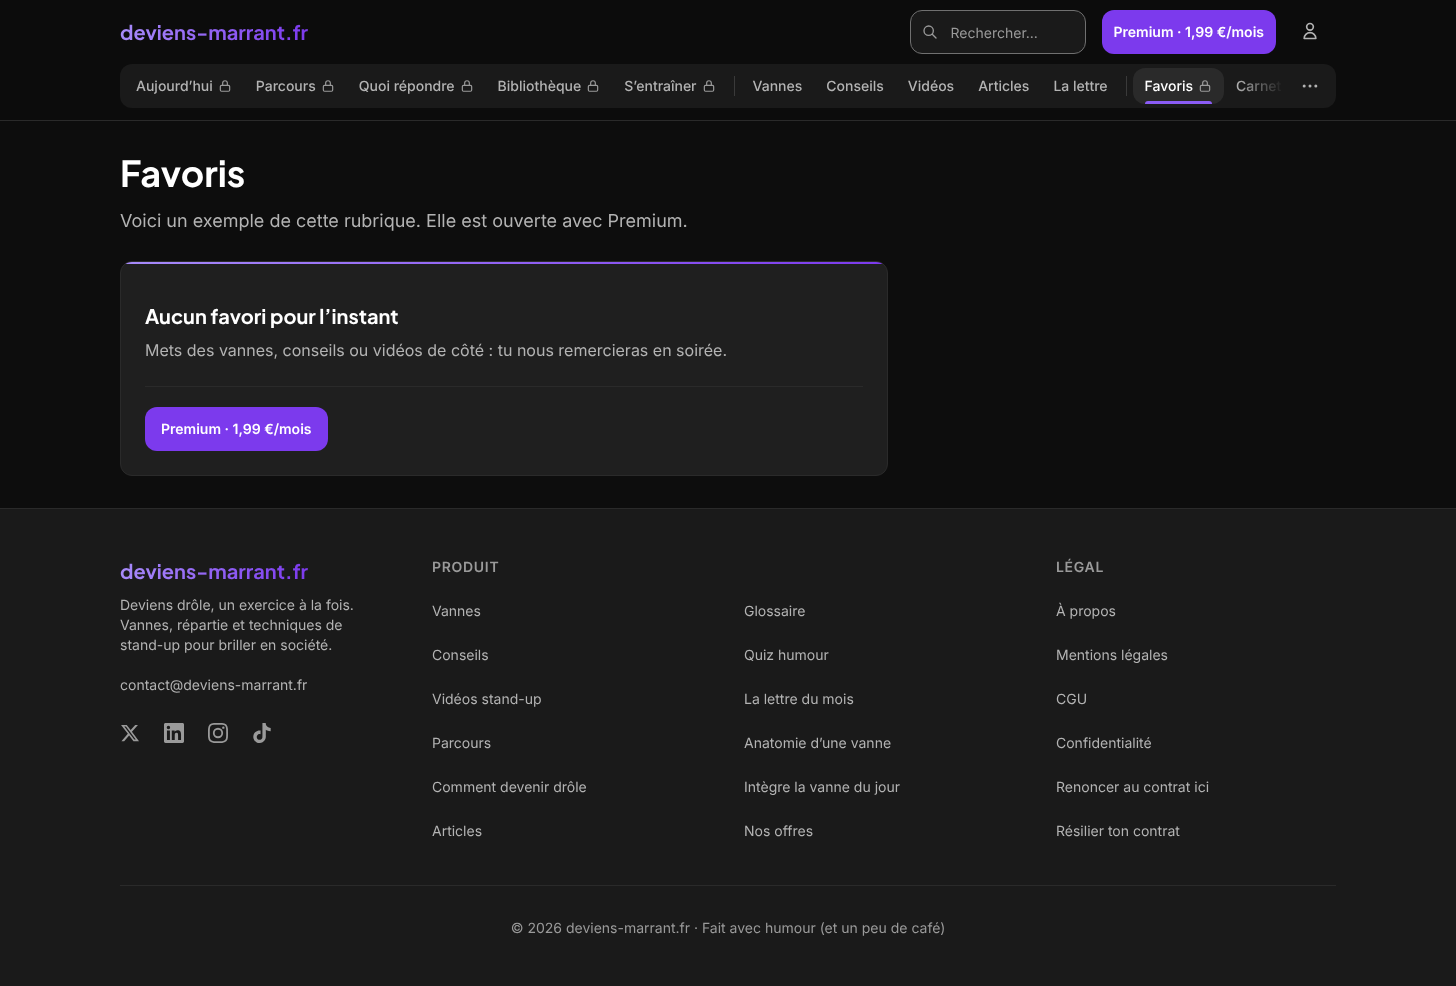 deviens-marrant.fr
Rechercher...
Premium · 1,99 €/mois
Aujourd’hui
Parcours
Quoi répondre
Bibliothèque
S’entraîner
Vannes
Conseils
Vidéos
Articles
La lettre
Favoris
Carnet
Favoris
Voici un exemple de cette rubrique. Elle est ouverte avec Premium.
Aucun favori pour l’instant
Mets des vannes, conseils ou vidéos de côté : tu nous remercieras en soirée.
Premium · 1,99 €/mois
deviens-marrant.fr
Deviens drôle, un exercice à la fois.
Vannes, répartie et techniques de
stand-up pour briller en société.
contact@deviens-marrant.fr
PRODUIT
Vannes
Conseils
Vidéos stand-up
Parcours
Comment devenir drôle
Articles
Glossaire
Quiz humour
La lettre du mois
Anatomie d’une vanne
Intègre la vanne du jour
Nos offres
LÉGAL
À propos
Mentions légales
CGU
Confidentialité
Renoncer au contrat ici
Résilier ton contrat
© 2026 deviens-marrant.fr · Fait avec humour (et un peu de café)